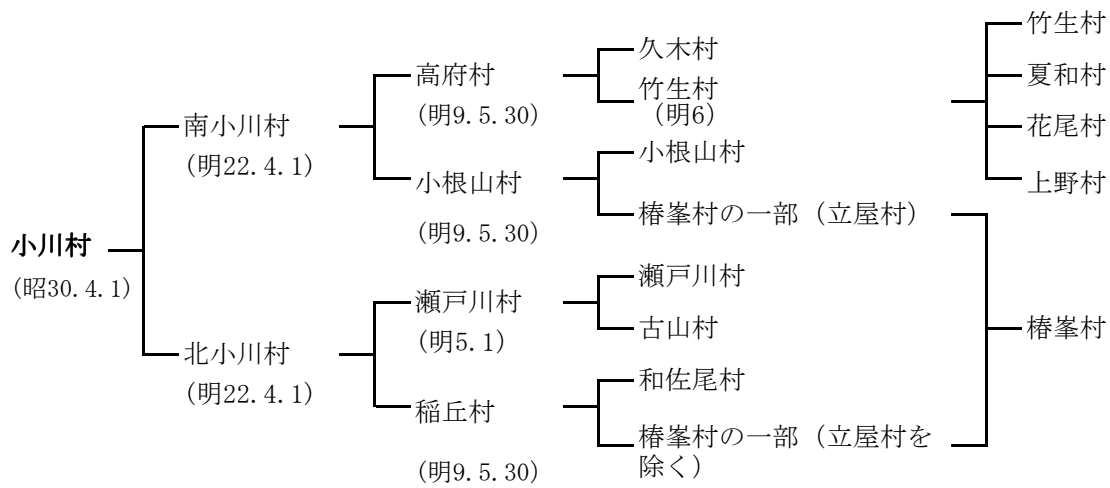 小川村
(昭30.4.1)
南小川村
(明22.4.1)
北小川村
(明22.4.1)
高府村
(明9.5.30)
小根山村
(明9.5.30)
瀬戸川村
(明5.1)
稲丘村
(明9.5.30)
久木村
竹生村
(明6)
小根山村
椿峯村の一部(立屋村)
瀬戸川村
古山村
和佐尾村
椿峯村の一部(立屋村を
除く)
竹生村
夏和村
花尾村
上野村
椿峯村